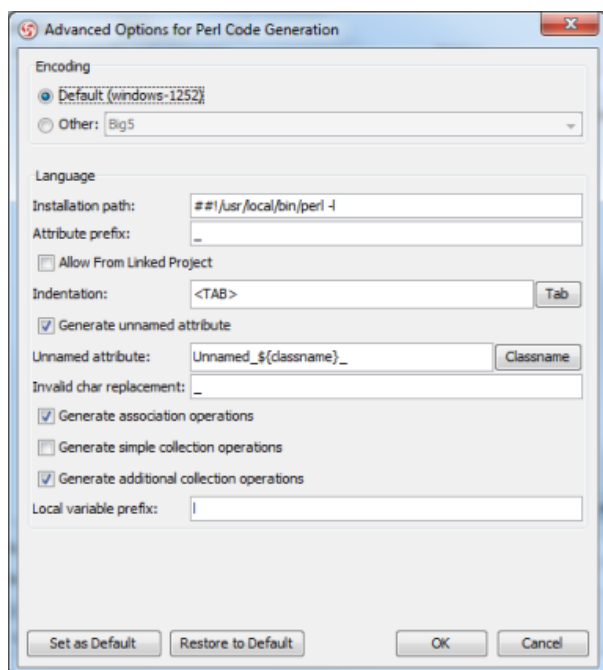 Advanced Options for Perl Code Generation
Encoding
Default (windows-1252)
Other: Big5
Language
Installation path: ##!/usr/local/bin/perl -l
Attribute prefix: _
Allow From Linked Project
Indentation: <TAB> Tab
Generate unnamed attribute
Unnamed attribute: Unnamed_${classname}_ Classname
Invalid char replacement: _
Generate association operations
Generate simple collection operations
Generate additional collection operations
Local variable prefix: l
Set as Default Restore to Default OK Cancel